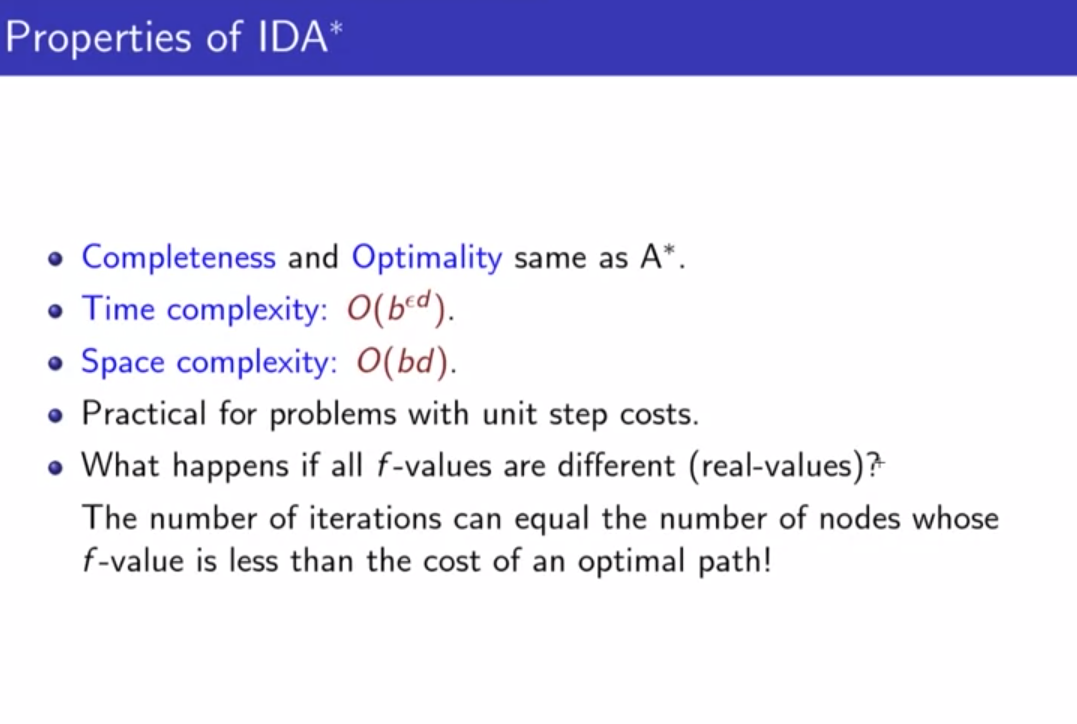 Properties of IDA*
Completeness and Optimality same as A*.
Time complexity: O(b^{ϵd}).
Space complexity: O(bd).
Practical for problems with unit step costs.
What happens if all f-values are different (real-values)?
The number of iterations can equal the number of nodes whose
f-value is less than the cost of an optimal path!